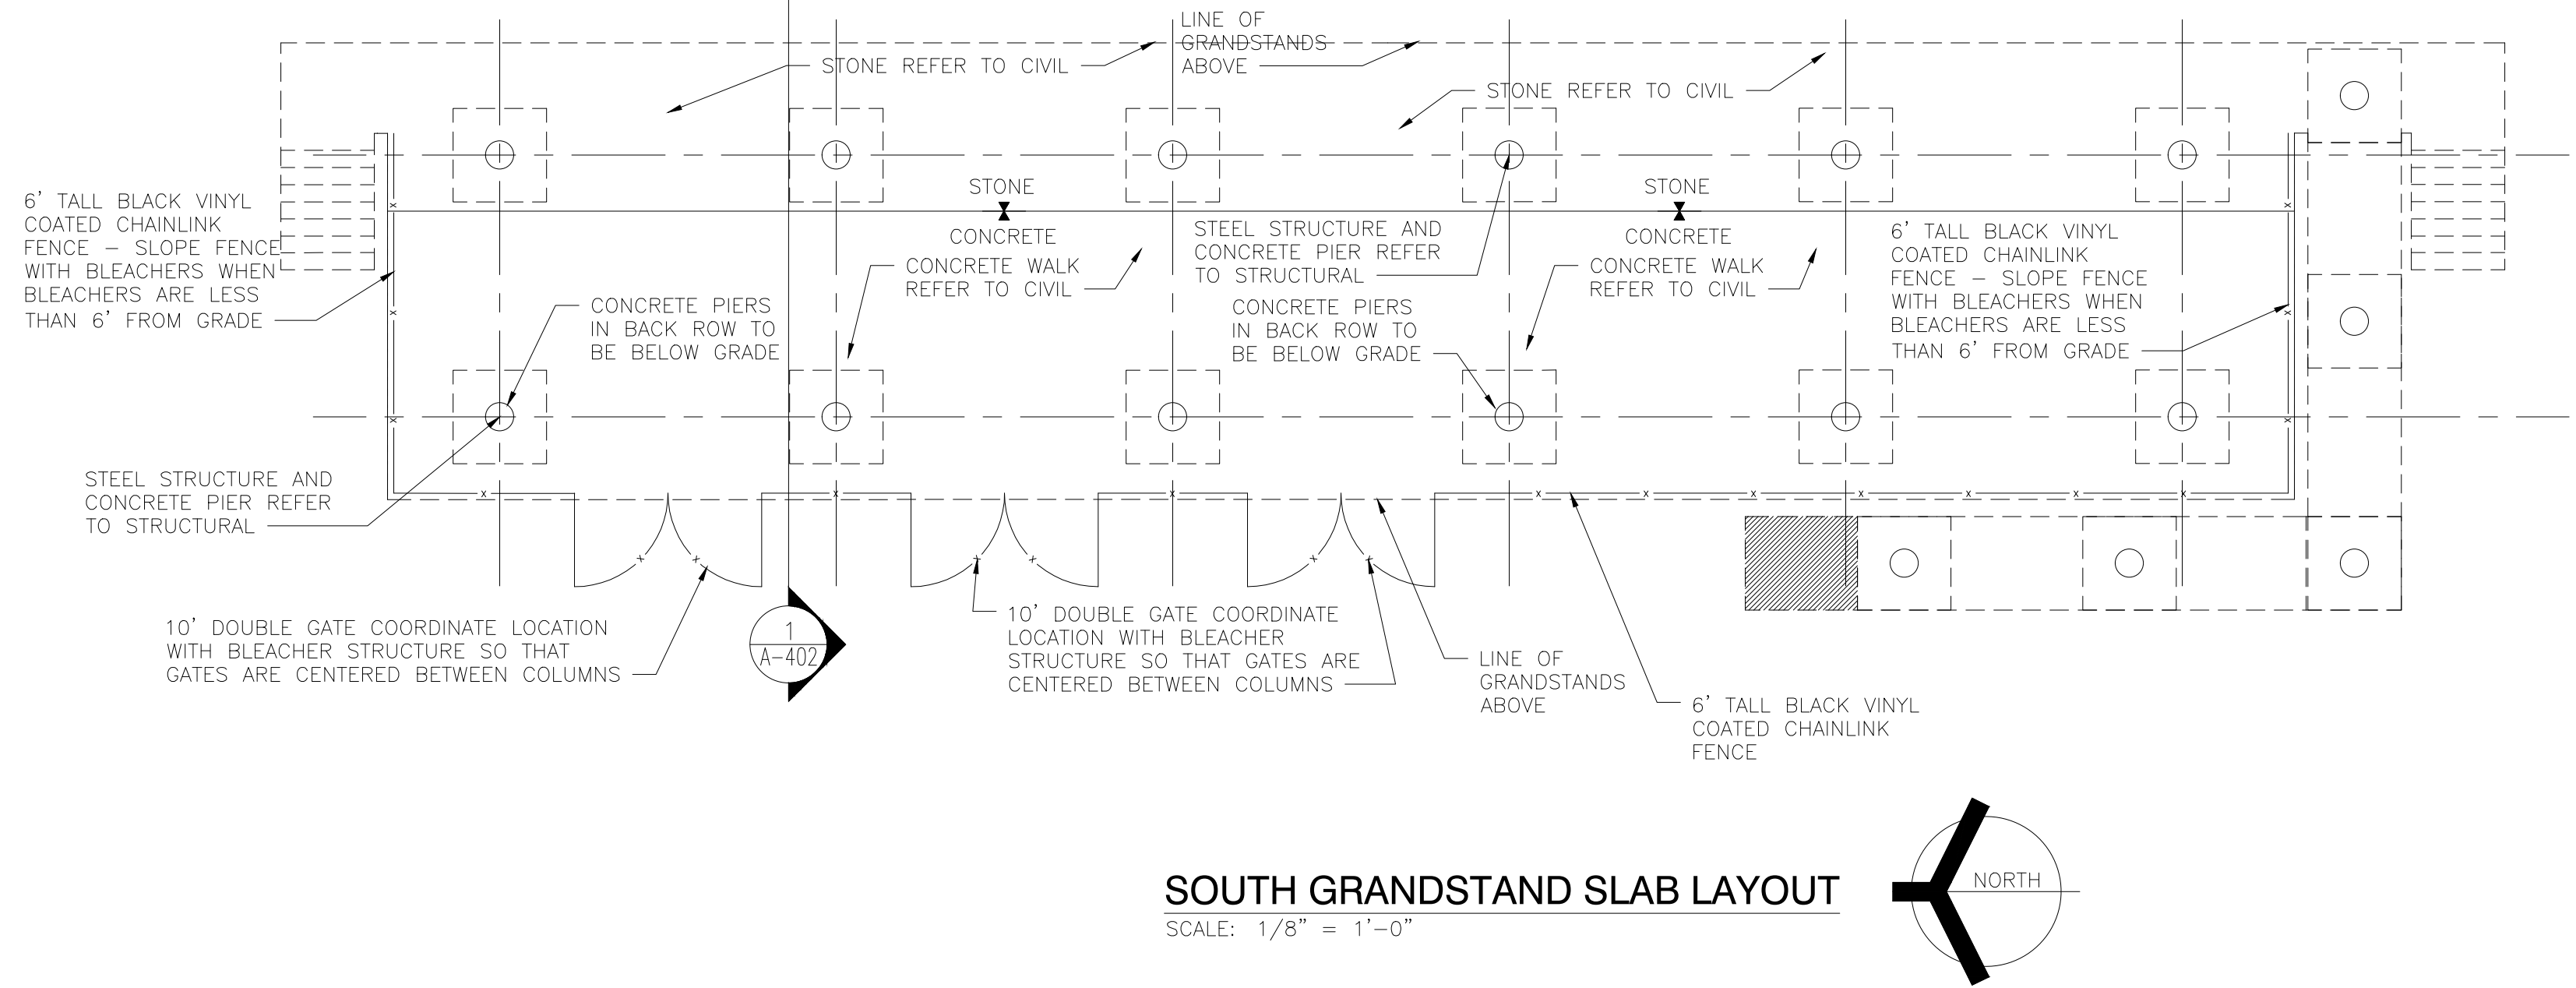 LINE OF
GRANDSTANDS
ABOVE
STONE REFER TO CIVIL
STONE REFER TO CIVIL
6' TALL BLACK VINYL
COATED CHAINLINK
FENCE – SLOPE FENCE
WITH BLEACHERS WHEN
BLEACHERS ARE LESS
THAN 6' FROM GRADE
STONE
CONCRETE
CONCRETE WALK
REFER TO CIVIL
STEEL STRUCTURE AND
CONCRETE PIER REFER
TO STRUCTURAL
STONE
CONCRETE
CONCRETE WALK
REFER TO CIVIL
6' TALL BLACK VINYL
COATED CHAINLINK
FENCE – SLOPE FENCE
WITH BLEACHERS WHEN
BLEACHERS ARE LESS
THAN 6' FROM GRADE
CONCRETE PIERS
IN BACK ROW TO
BE BELOW GRADE
CONCRETE PIERS
IN BACK ROW TO
BE BELOW GRADE
STEEL STRUCTURE AND
CONCRETE PIER REFER
TO STRUCTURAL
10' DOUBLE GATE COORDINATE LOCATION
WITH BLEACHER STRUCTURE SO THAT
GATES ARE CENTERED BETWEEN COLUMNS
1
A-402
10' DOUBLE GATE COORDINATE
LOCATION WITH BLEACHER
STRUCTURE SO THAT GATES ARE
CENTERED BETWEEN COLUMNS
LINE OF
GRANDSTANDS
ABOVE
6' TALL BLACK VINYL
COATED CHAINLINK
FENCE
SOUTH GRANDSTAND SLAB LAYOUT
SCALE: 1/8" = 1'-0"
NORTH